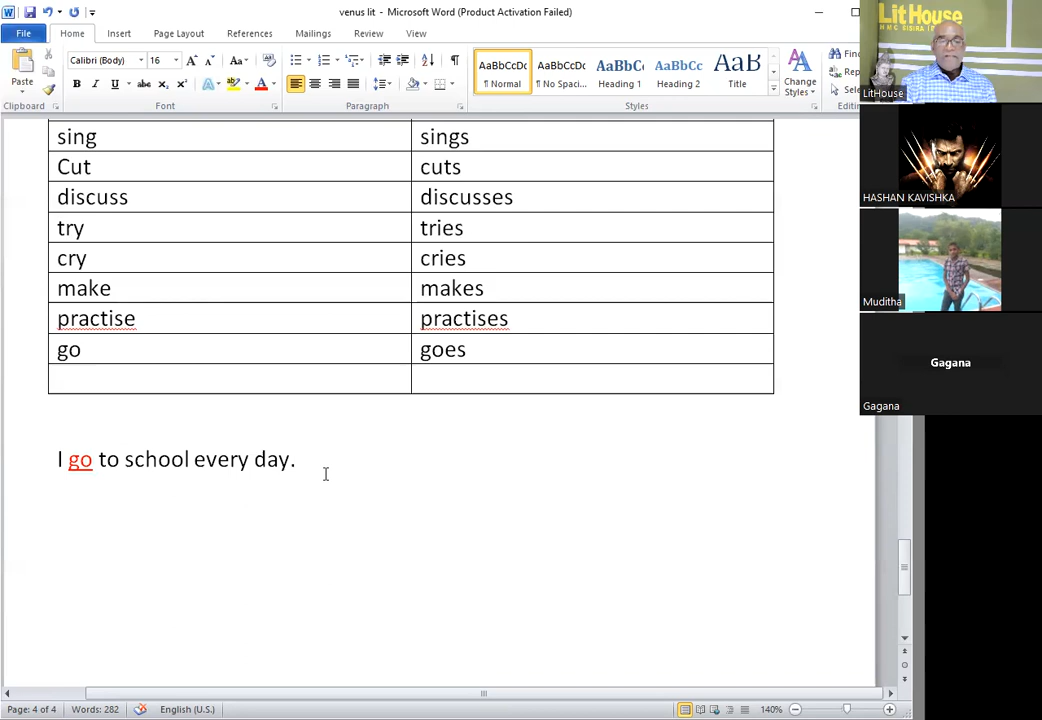 venus lit - Microsoft Word (Product Activation Failed)
File Home Insert Page Layout References Mailings Review View
Calibri (Body) 16
AaBbCcDc AaBbCcDc AaBbC AaBbCc AaB
Paste
¶ Normal ¶ No Spaci... Heading 1 Heading 2 Title
Change Styles
Find
Clipboard Font Paragraph Styles
LitHouse
LitHouse
sing sings
Cut cuts
discuss discusses
try tries
cry cries
make makes
practise practises
go goes
I go to school every day.
HASHAN KAVISHKA
Muditha
Gagana
Gagana
Page: 4 of 4 Words: 282 English (U.S.) 140%